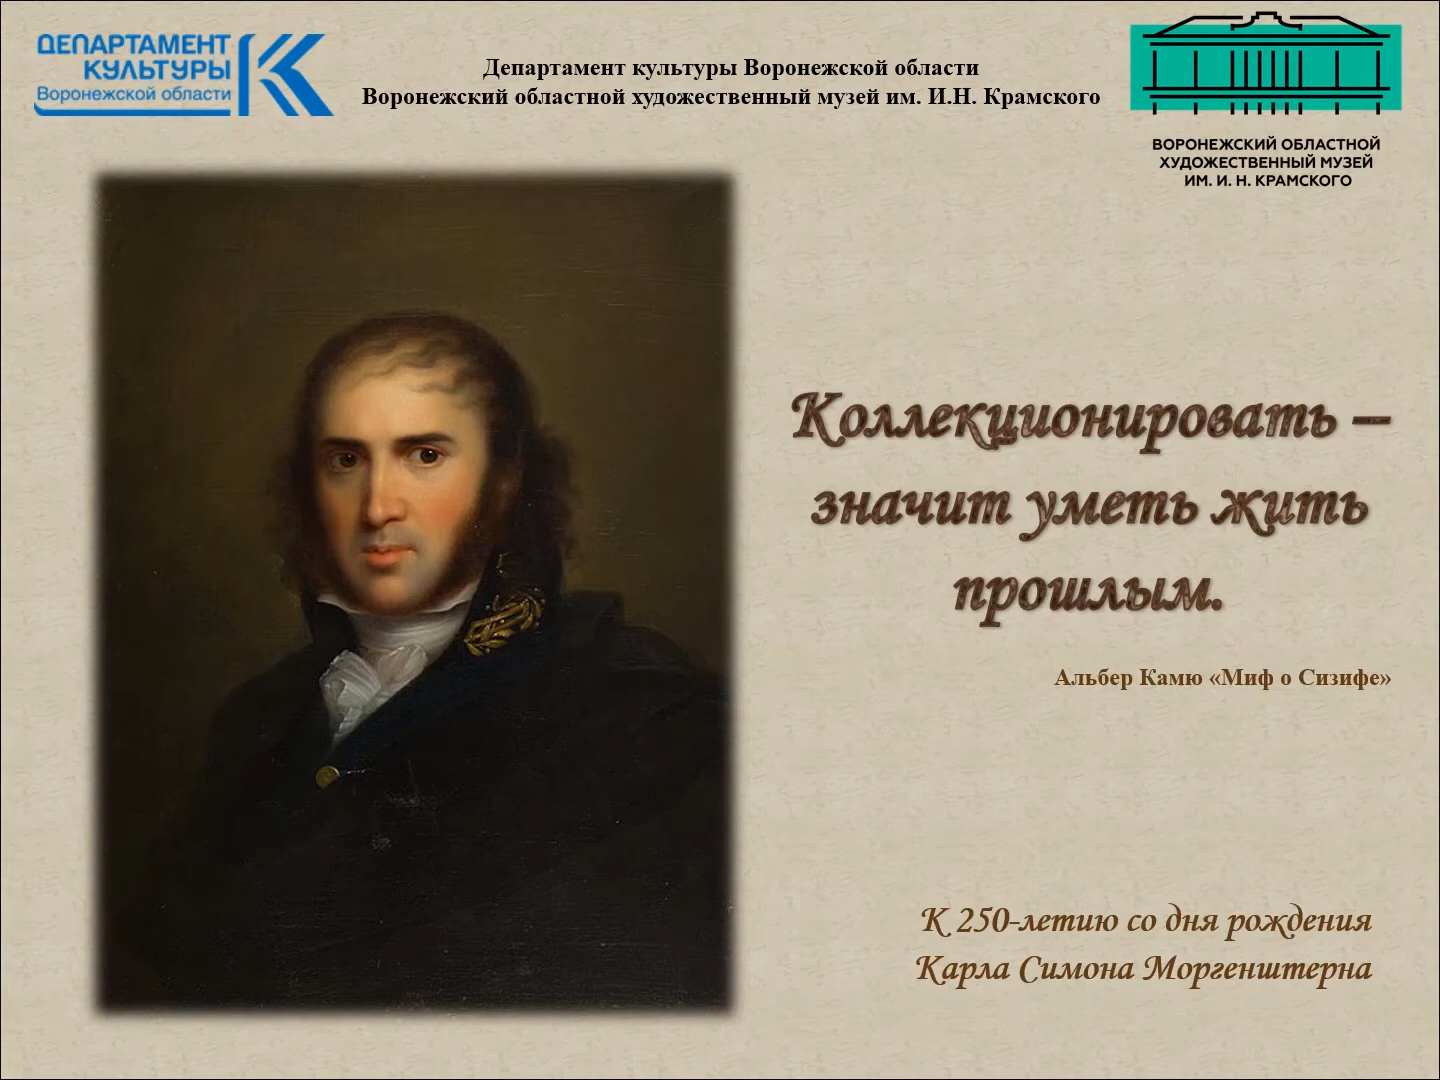 ДЕПАРТАМЕНТ
КУЛЬТУРЫ
Воронежской области
Департамент культуры Воронежской области
Воронежский областной художественный музей им. И.Н. Крамского
ВОРОНЕЖСКИЙ ОБЛАСТНОЙ
ХУДОЖЕСТВЕННЫЙ МУЗЕЙ
ИМ. И. Н. КРАМСКОГО
Коллекционировать –
значит уметь жить
прошлым.
Альбер Камю «Миф о Сизифе»
К 250-летию со дня рождения
Карла Симона Моргенштерна